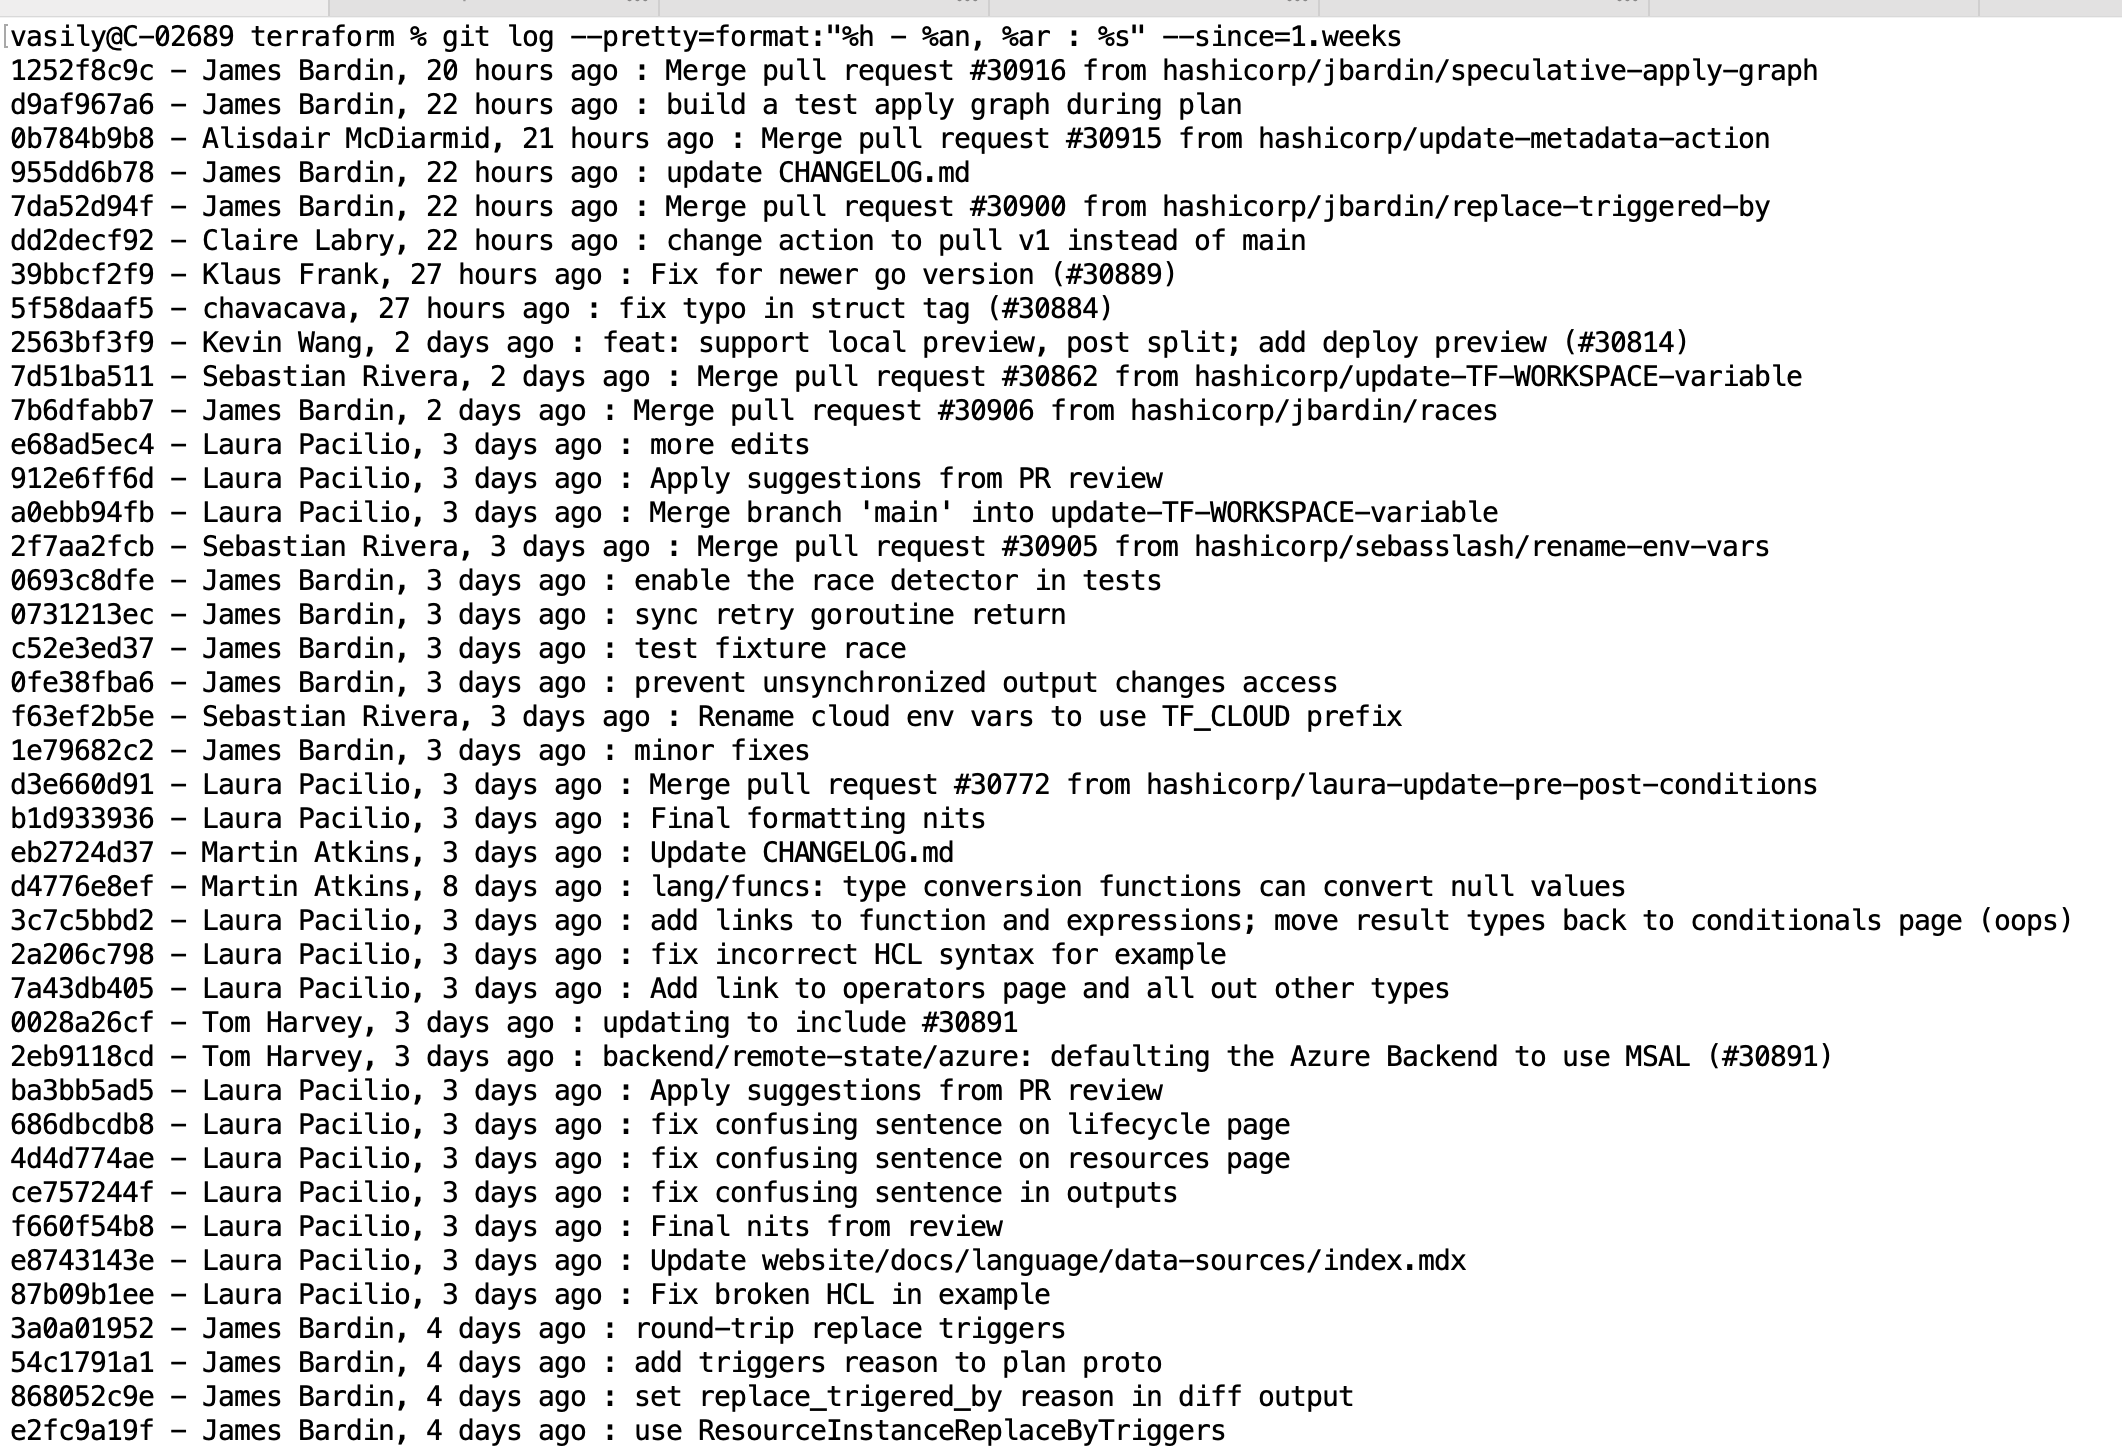 [vasily@C-02689 terraform % git log --pretty=format:"%h - %an, %ar : %s" --since=1.weeks
1252f8c9c - James Bardin, 20 hours ago : Merge pull request #30916 from hashicorp/jbardin/speculative-apply-graph
d9af967a6 - James Bardin, 22 hours ago : build a test apply graph during plan
0b784b9b8 - Alisdair McDiarmid, 21 hours ago : Merge pull request #30915 from hashicorp/update-metadata-action
955dd6b78 - James Bardin, 22 hours ago : update CHANGELOG.md
7da52d94f - James Bardin, 22 hours ago : Merge pull request #30900 from hashicorp/jbardin/replace-triggered-by
dd2decf92 - Claire Labry, 22 hours ago : change action to pull v1 instead of main
39bbcf2f9 - Klaus Frank, 27 hours ago : Fix for newer go version (#30889)
5f58daaf5 - chavacava, 27 hours ago : fix typo in struct tag (#30884)
2563bf3f9 - Kevin Wang, 2 days ago : feat: support local preview, post split; add deploy preview (#30814)
7d51ba511 - Sebastian Rivera, 2 days ago : Merge pull request #30862 from hashicorp/update-TF-WORKSPACE-variable
7b6dfabb7 - James Bardin, 2 days ago : Merge pull request #30906 from hashicorp/jbardin/races
e68ad5ec4 - Laura Pacilio, 3 days ago : more edits
912e6ff6d - Laura Pacilio, 3 days ago : Apply suggestions from PR review
a0ebb94fb - Laura Pacilio, 3 days ago : Merge branch 'main' into update-TF-WORKSPACE-variable
2f7aa2fcb - Sebastian Rivera, 3 days ago : Merge pull request #30905 from hashicorp/sebasslash/rename-env-vars
0693c8dfe - James Bardin, 3 days ago : enable the race detector in tests
0731213ec - James Bardin, 3 days ago : sync retry goroutine return
c52e3ed37 - James Bardin, 3 days ago : test fixture race
0fe38fba6 - James Bardin, 3 days ago : prevent unsynchronized output changes access
f63ef2b5e - Sebastian Rivera, 3 days ago : Rename cloud env vars to use TF_CLOUD prefix
1e79682c2 - James Bardin, 3 days ago : minor fixes
d3e660d91 - Laura Pacilio, 3 days ago : Merge pull request #30772 from hashicorp/laura-update-pre-post-conditions
b1d933936 - Laura Pacilio, 3 days ago : Final formatting nits
eb2724d37 - Martin Atkins, 3 days ago : Update CHANGELOG.md
d4776e8ef - Martin Atkins, 8 days ago : lang/funcs: type conversion functions can convert null values
3c7c5bbd2 - Laura Pacilio, 3 days ago : add links to function and expressions; move result types back to conditionals page (oops)
2a206c798 - Laura Pacilio, 3 days ago : fix incorrect HCL syntax for example
7a43db405 - Laura Pacilio, 3 days ago : Add link to operators page and all out other types
0028a26cf - Tom Harvey, 3 days ago : updating to include #30891
2eb9118cd - Tom Harvey, 3 days ago : backend/remote-state/azure: defaulting the Azure Backend to use MSAL (#30891)
ba3bb5ad5 - Laura Pacilio, 3 days ago : Apply suggestions from PR review
686dbcdb8 - Laura Pacilio, 3 days ago : fix confusing sentence on lifecycle page
4d4d774ae - Laura Pacilio, 3 days ago : fix confusing sentence on resources page
ce757244f - Laura Pacilio, 3 days ago : fix confusing sentence in outputs
f660f54b8 - Laura Pacilio, 3 days ago : Final nits from review
e8743143e - Laura Pacilio, 3 days ago : Update website/docs/language/data-sources/index.mdx
87b09b1ee - Laura Pacilio, 3 days ago : Fix broken HCL in example
3a0a01952 - James Bardin, 4 days ago : round-trip replace triggers
54c1791a1 - James Bardin, 4 days ago : add triggers reason to plan proto
868052c9e - James Bardin, 4 days ago : set replace_trigered_by reason in diff output
e2fc9a19f - James Bardin, 4 days ago : use ResourceInstanceReplaceByTriggers